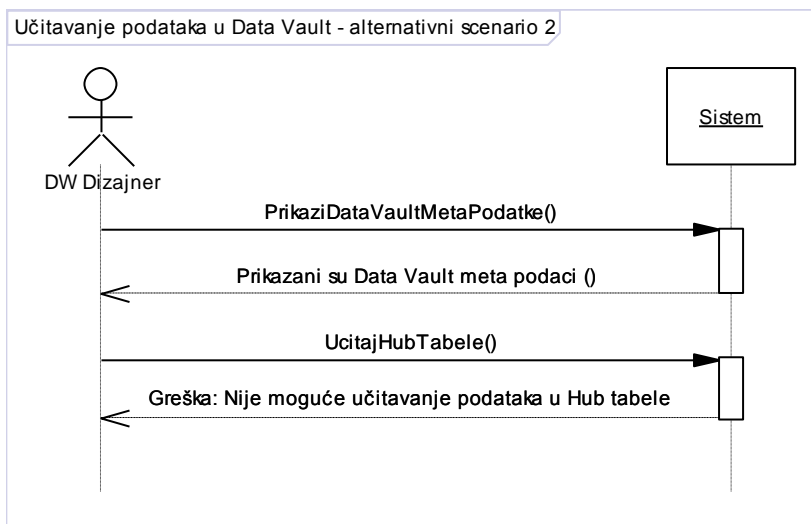 Učitavanje podataka u Data Vault - alternativni scenario 2
Sistem
DW Dizajner
PrikaziDataVaultMetaPodatke()
Prikazani su Data Vault meta podaci ()
UcitajHubTabele()
Greška: Nije moguće učitavanje podataka u Hub tabele